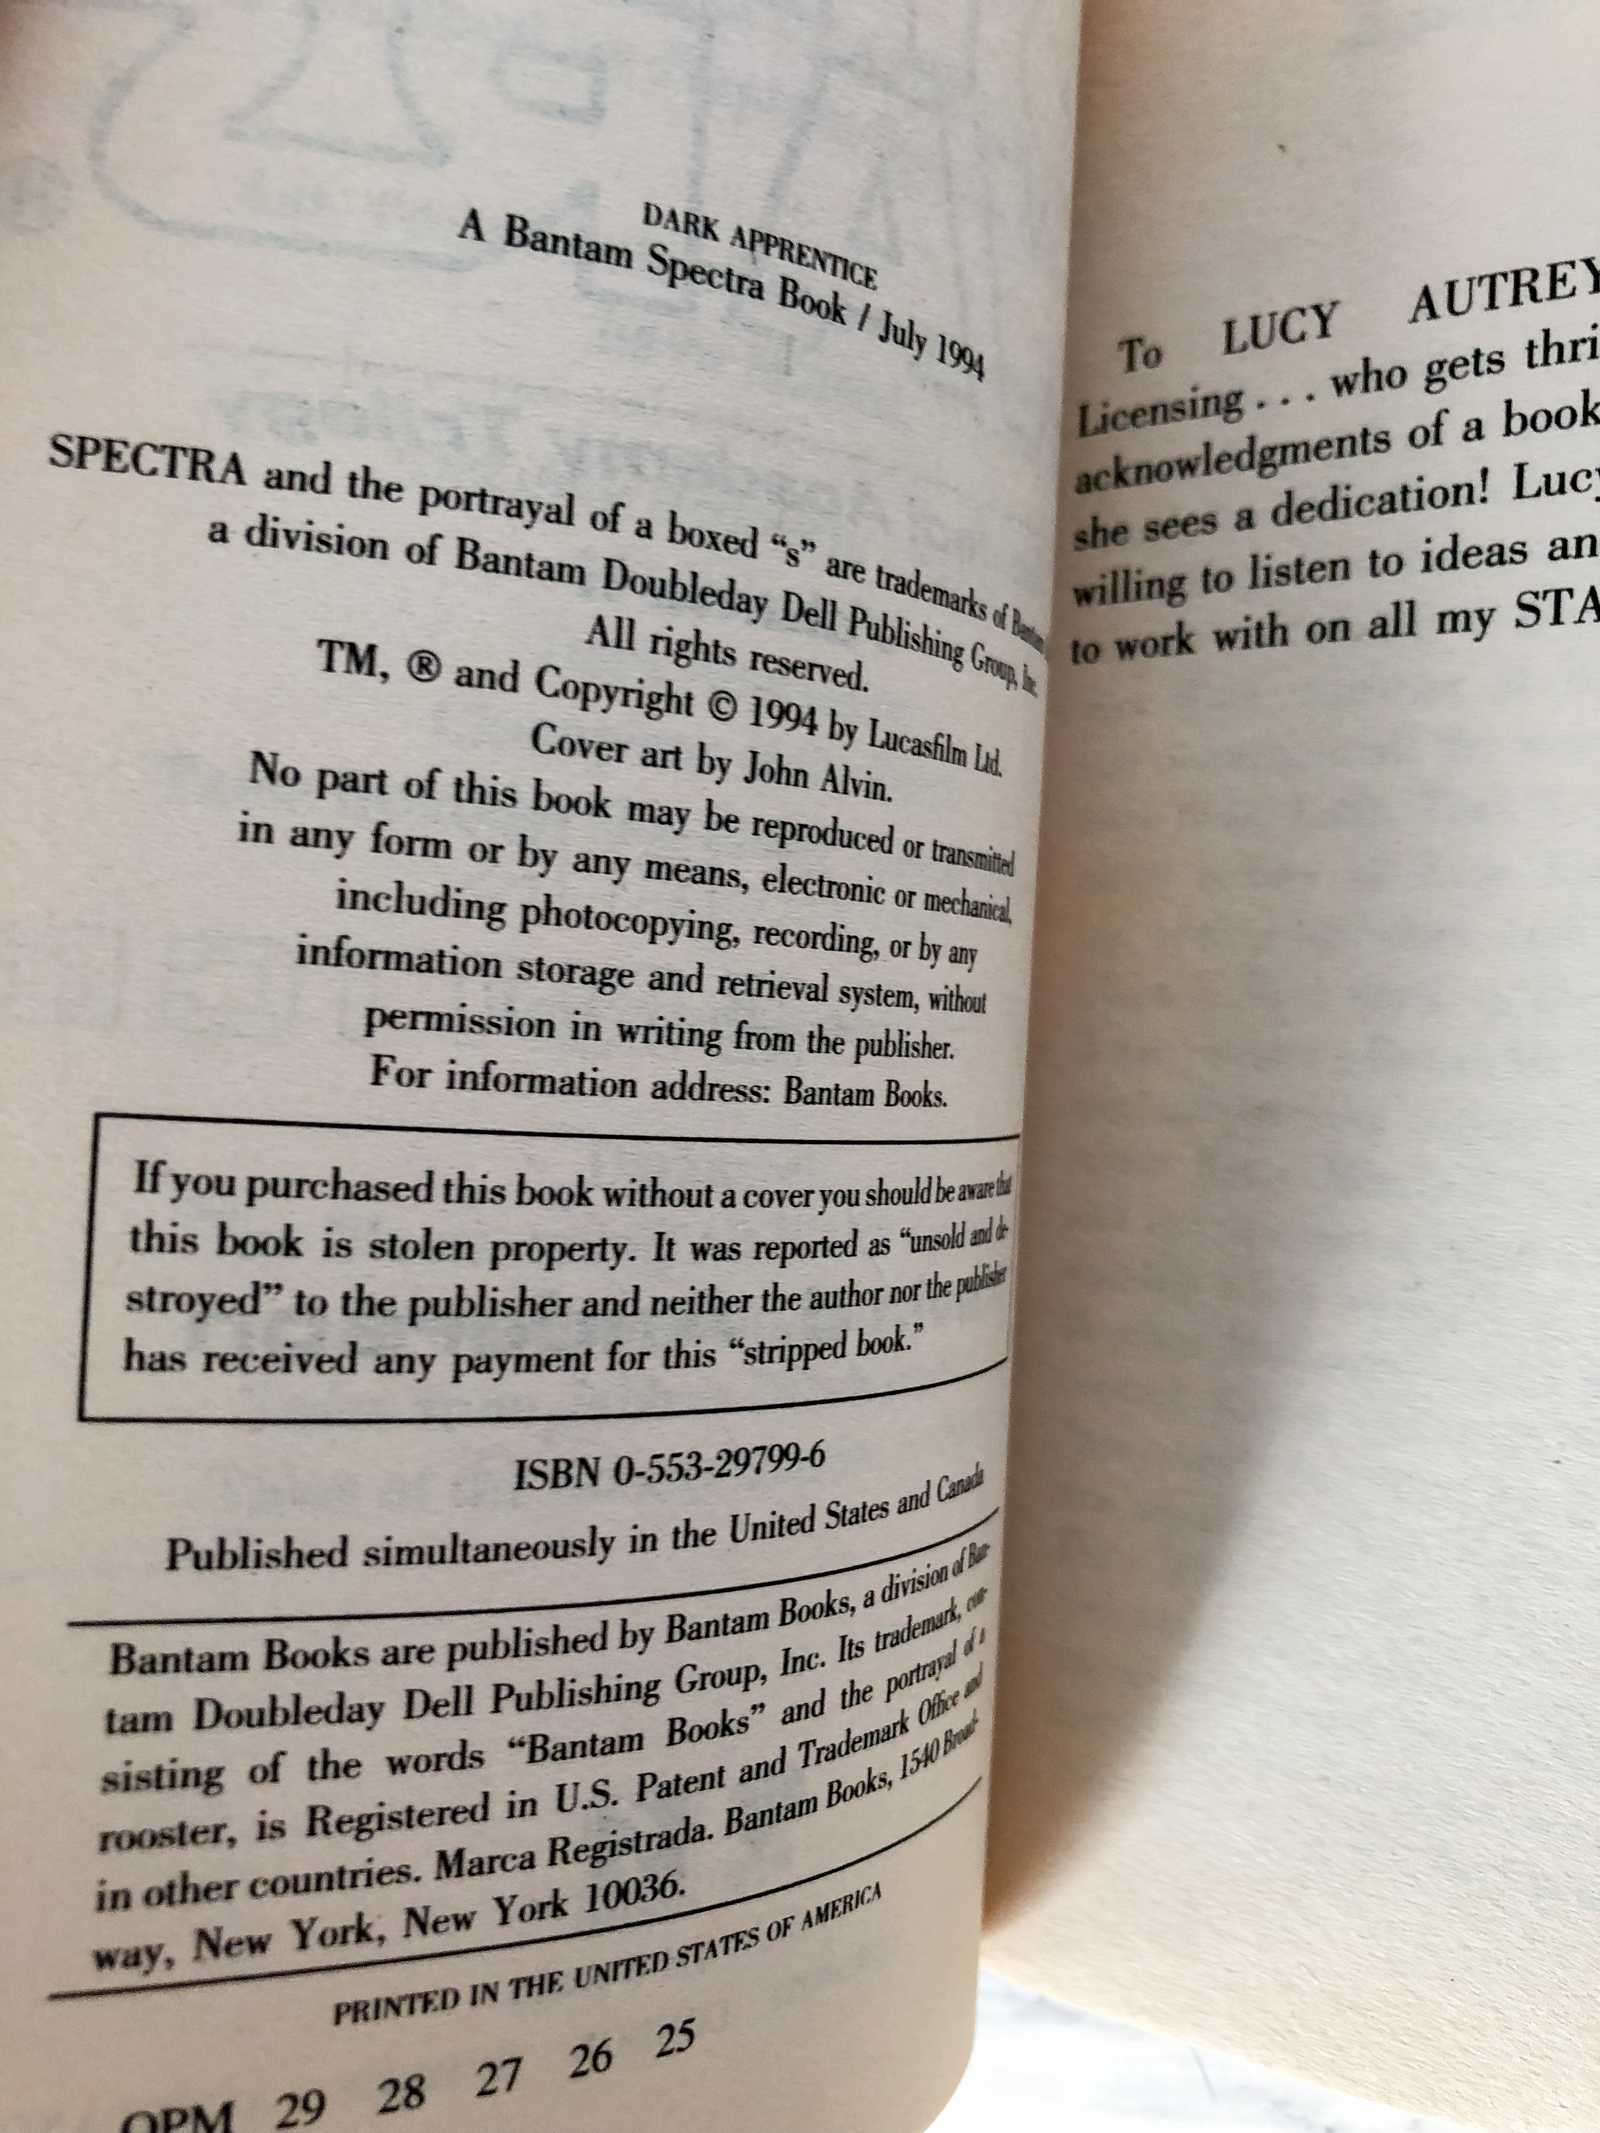 DARK APPRENTICE
A Bantam Spectra Book / July 1994
SPECTRA and the portrayal of a boxed “s” are trademarks of Bantam
a division of Bantam Doubleday Dell Publishing Group, Inc.
All rights reserved.
TM, ® and Copyright © 1994 by Lucasfilm Ltd.
Cover art by John Alvin.
No part of this book may be reproduced or transmitted
in any form or by any means, electronic or mechanical,
including photocopying, recording, or by any
information storage and retrieval system, without
permission in writing from the publisher.
For information address: Bantam Books.
If you purchased this book without a cover you should be aware that
this book is stolen property. It was reported as “unsold and de-
stroyed” to the publisher and neither the author nor the publisher
has received any payment for this “stripped book.”
ISBN 0-553-29799-6
Published simultaneously in the United States and Canada
Bantam Books are published by Bantam Books, a division of Ban-
tam Doubleday Dell Publishing Group, Inc. Its trademark, con-
sisting of the words “Bantam Books” and the portrayal of a
rooster, is Registered in U.S. Patent and Trademark Office and
in other countries. Marca Registrada. Bantam Books, 1540 Broad-
way, New York, New York 10036.
PRINTED IN THE UNITED STATES OF AMERICA
OPM 29 28 27 26 25
To LUCY AUTREY
Licensing . . . who gets thri
acknowledgments of a book
she sees a dedication! Lucy
willing to listen to ideas an
to work with on all my STA